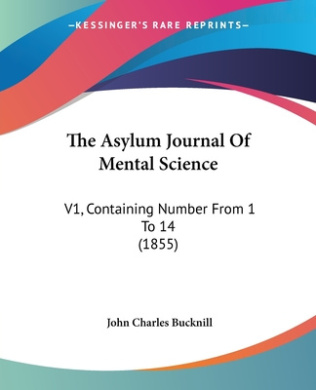 KESSINGER'S RARE REPRINTS
The Asylum Journal Of
Mental Science
V1, Containing Number From 1
To 14
(1855)
John Charles Bucknill